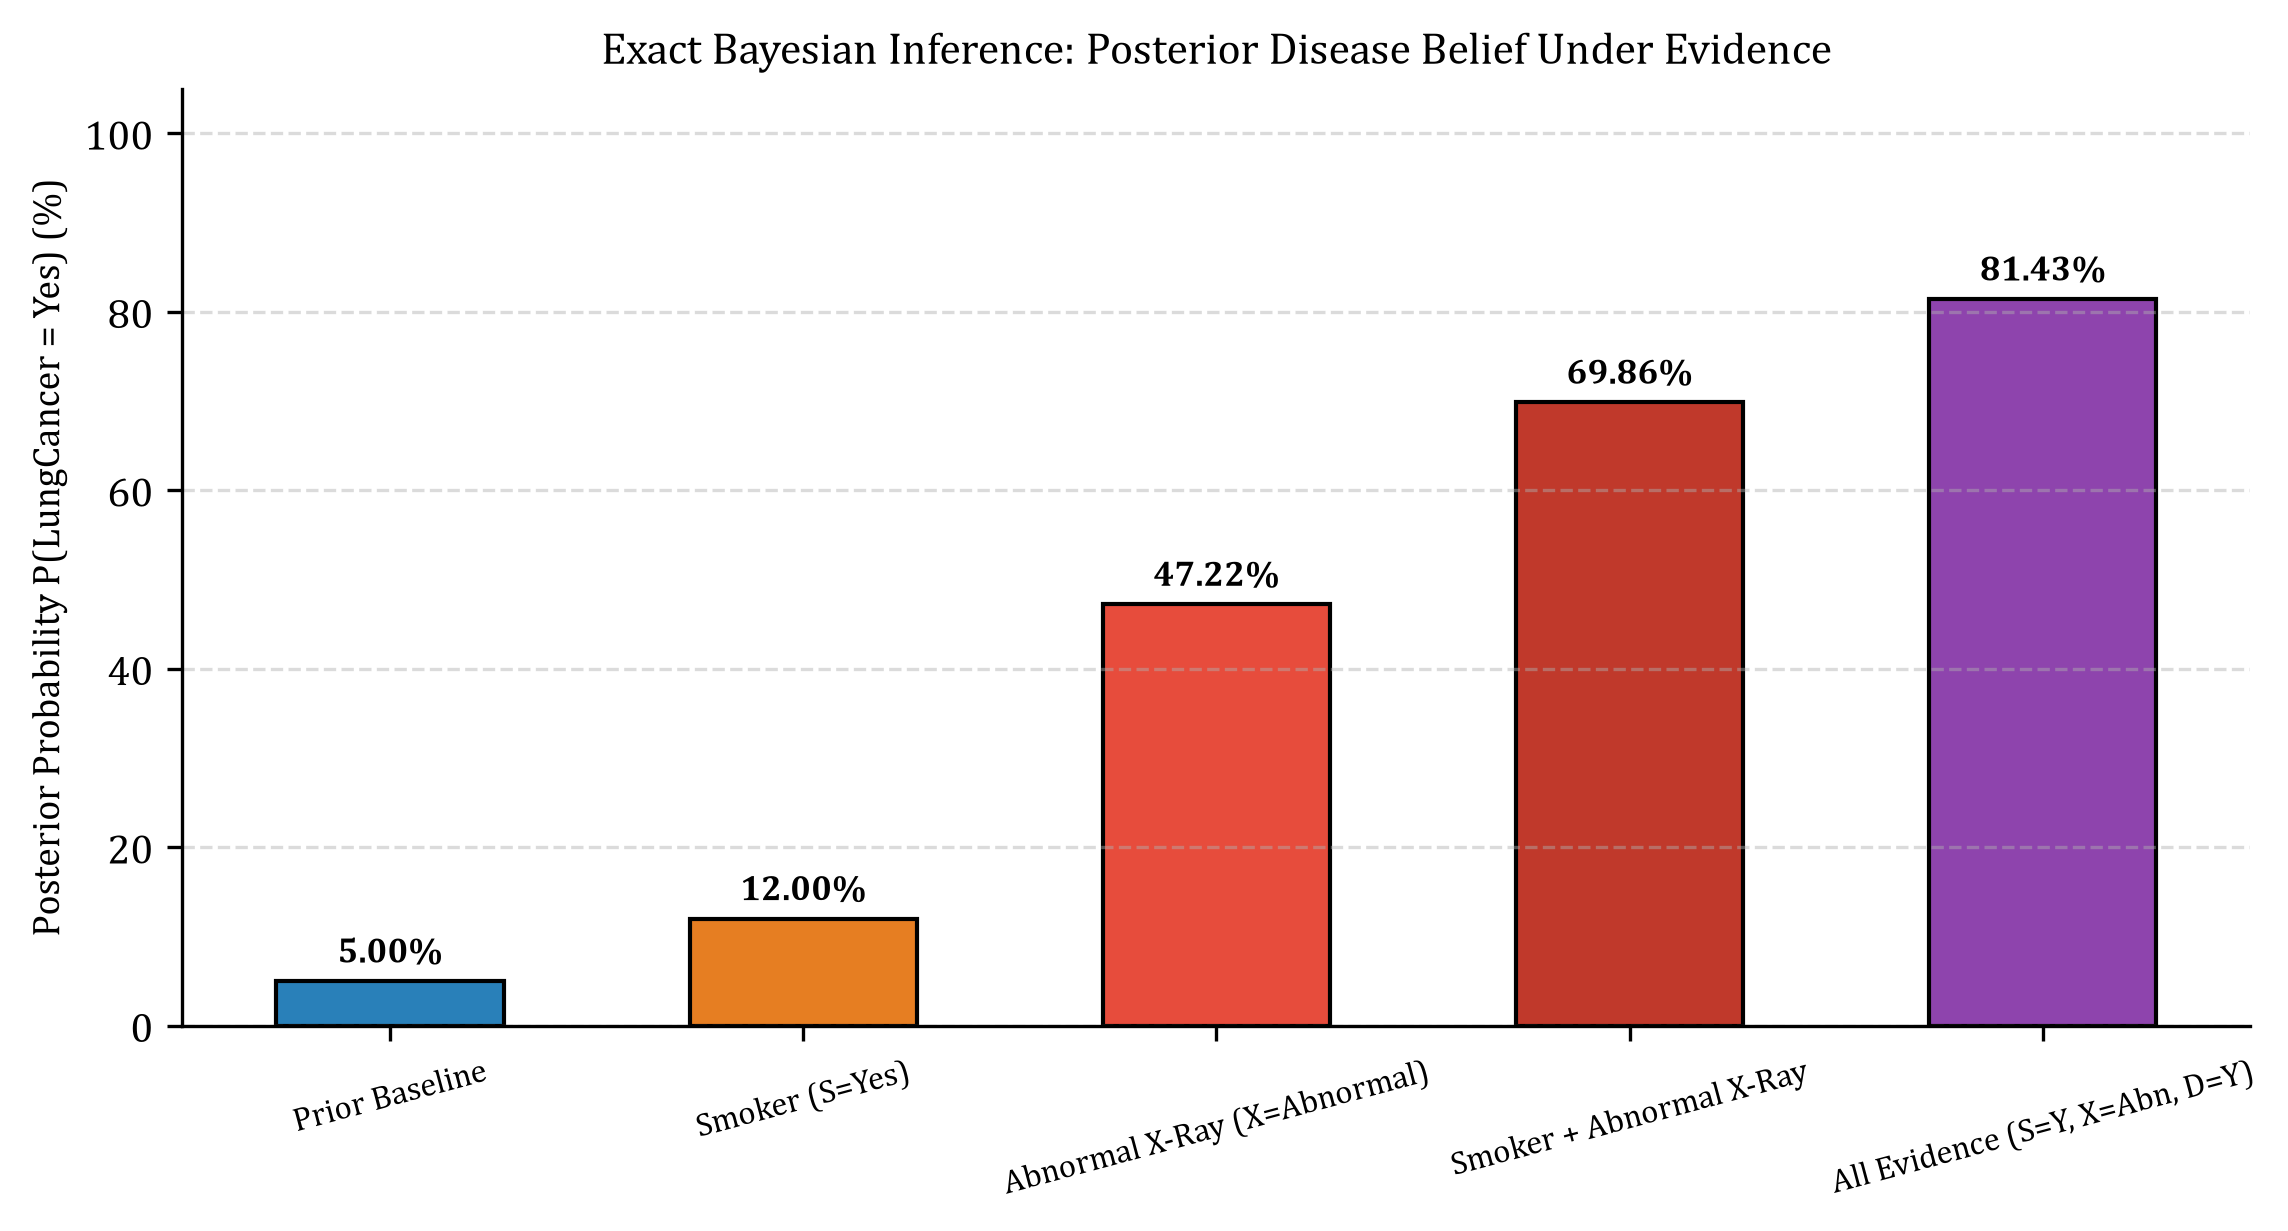 Exact Bayesian Inference: Posterior Disease Belief Under Evidence
Posterior Probability P(LungCancer = Yes) (%)
100
80
60
40
20
0
5.00%
12.00%
47.22%
69.86%
81.43%
Prior Baseline
Smoker (S=Yes)
Abnormal X-Ray (X=Abnormal)
Smoker + Abnormal X-Ray
All Evidence (S=Y, X=Abn, D=Y)